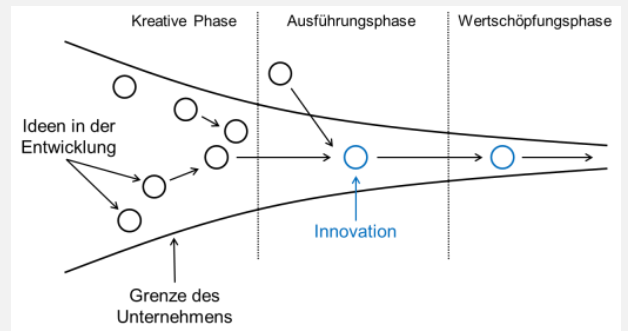 Kreative Phase
Ausführungsphase
Wertschöpfungsphase
Ideen in der
Entwicklung
Innovation
Grenze des
Unternehmens